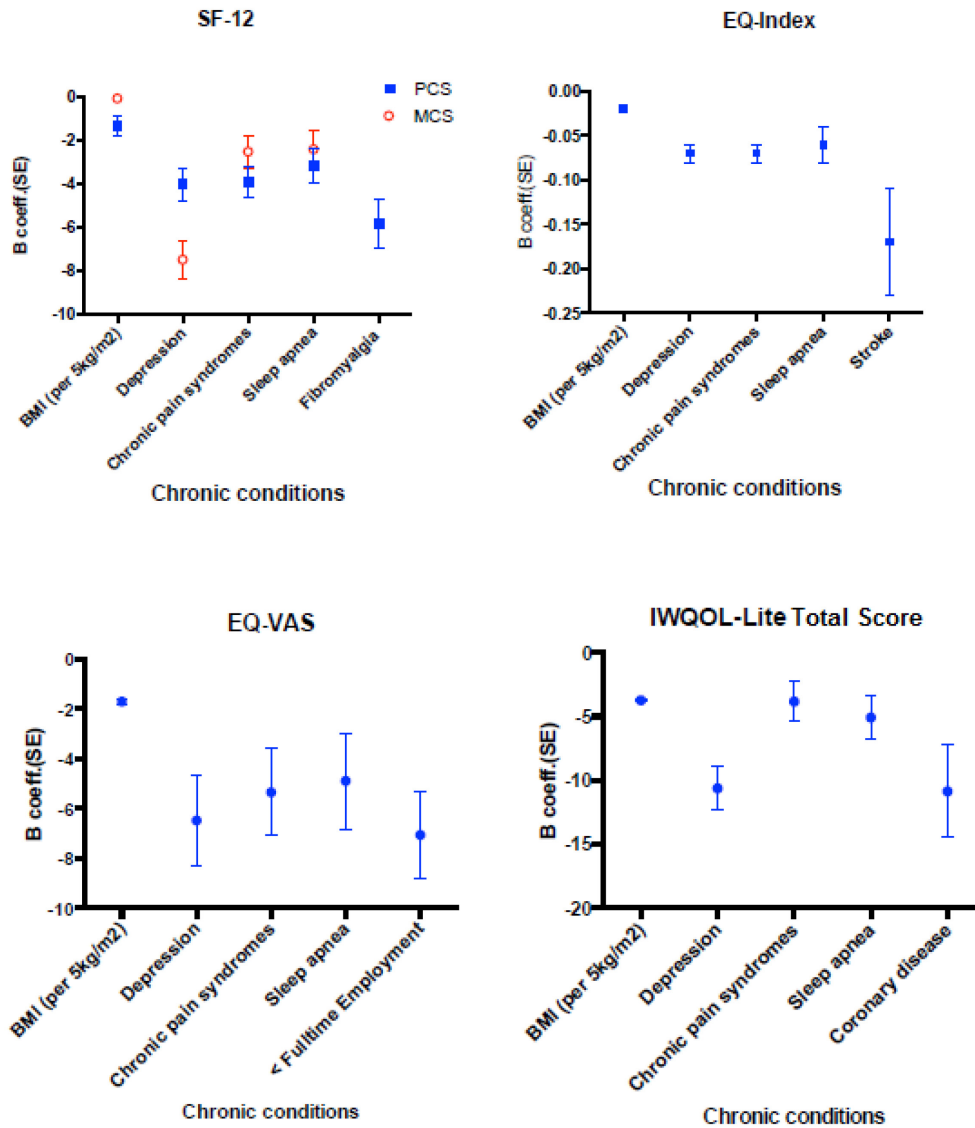 SF-12
PCS
MCS
B coeff.(SE)
0
-2
-4
-6
-8
-10
BMI (per 5kg/m2)
Depression
Chronic pain syndromes
Sleep apnea
Fibromyalgia
Chronic conditions
EQ-Index
B coeff.(SE)
0.00
-0.05
-0.10
-0.15
-0.20
-0.25
BMI (per 5kg/m2)
Depression
Chronic pain syndromes
Sleep apnea
Stroke
Chronic conditions
EQ-VAS
B coeff.(SE)
0
-2
-4
-6
-8
-10
BMI (per 5kg/m2)
Depression
Chronic pain syndromes
Sleep apnea
< Fulltime Employment
Chronic conditions
IWQOL-Lite Total Score
B coeff.(SE)
0
-5
-10
-15
-20
BMI (per 5kg/m2)
Depression
Chronic pain syndromes
Sleep apnea
Coronary disease
Chronic conditions